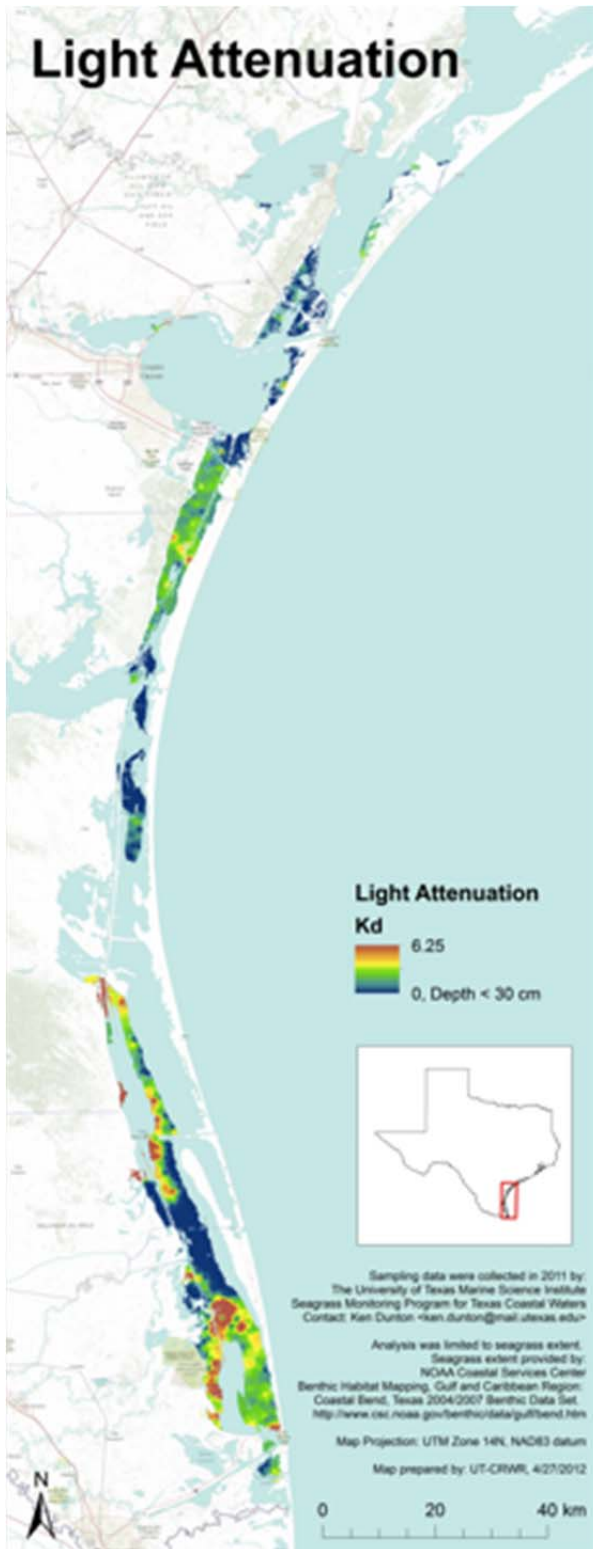 Light Attenuation
Light Attenuation
Kd
6.25
0, Depth < 30 cm
Sampling data were collected in 2011 by:
The University of Texas Marine Science Institute
Seagrass Monitoring Program for Texas Coastal Waters
Contact: Ken Dunton <ken.dunton@mail.utexas.edu>
Analysis was limited to seagrass extent.
Seagrass extent provided by:
NOAA Coastal Services Center
Benthic Habitat Mapping, Gulf and Caribbean Region:
Coastal Bend, Texas 2004/2007 Benthic Data Set.
http://www.csc.noaa.gov/benthic/data/gulf/bend.htm
Map Projection: UTM Zone 14N, NAD83 datum
Map prepared by: UT-CRWR, 4/27/2012
N
0 20 40 km